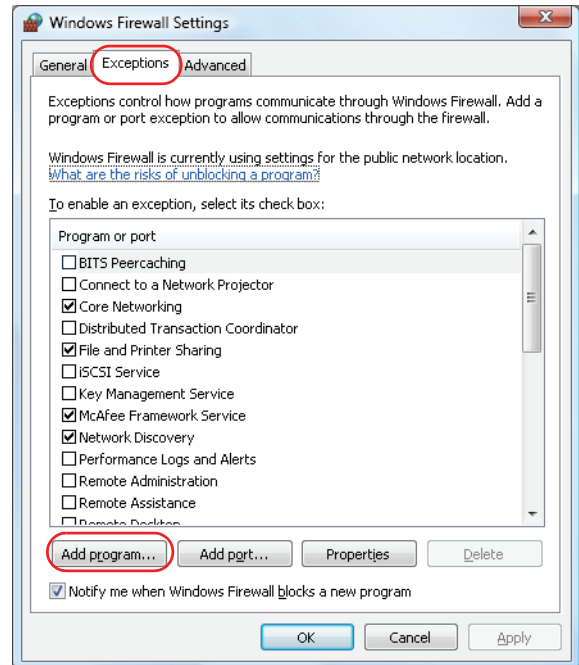 Windows Firewall Settings
General Exceptions Advanced
Exceptions control how programs communicate through Windows Firewall. Add a
program or port exception to allow communications through the firewall.
Windows Firewall is currently using settings for the public network location.
What are the risks of unblocking a program?
To enable an exception, select its check box:
Program or port
BITS Peercaching
Connect to a Network Projector
Core Networking
Distributed Transaction Coordinator
File and Printer Sharing
iSCSI Service
Key Management Service
McAfee Framework Service
Network Discovery
Performance Logs and Alerts
Remote Administration
Remote Assistance
Remote Desktop
Add program... Add port... Properties Delete
Notify me when Windows Firewall blocks a new program
OK Cancel Apply